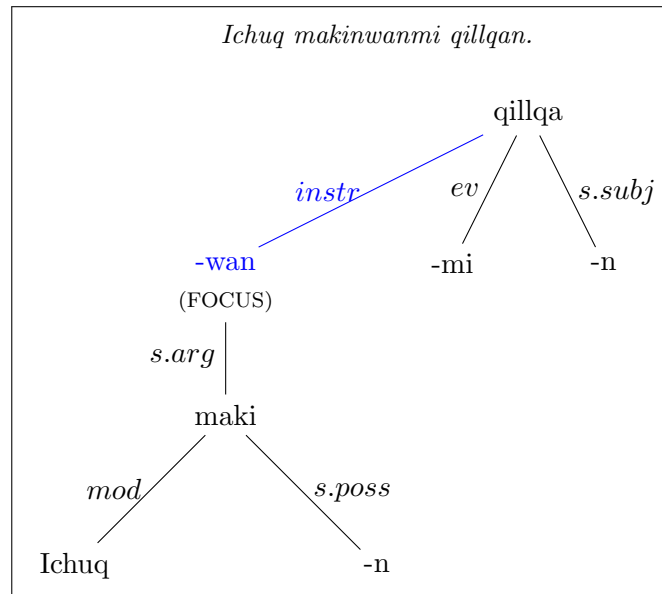 Ichuq makinwanmi qillqan.
qillqa
instr ev s.subj
-wan -mi -n
(FOCUS)
s.arg
maki
mod s.poss
Ichuq -n